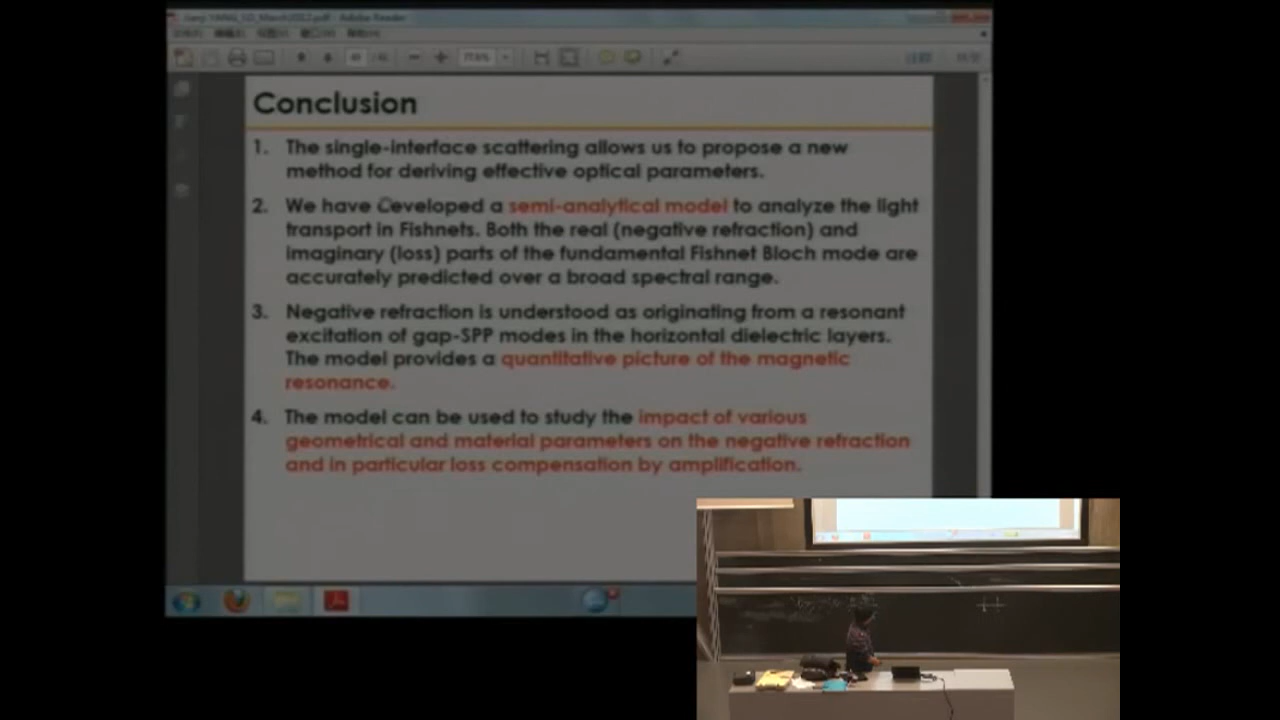 Conclusion
1. The single-interface scattering allows us to propose a new
method for deriving effective optical parameters.
2. We have developed a semi-analytical model to analyze the light
transport in Fishnets. Both the real (negative refraction) and
imaginary (loss) parts of the fundamental Fishnet Bloch mode are
accurately predicted over a broad spectral range.
3. Negative refraction is understood as originating from a resonant
excitation of gap-SPP modes in the horizontal dielectric layers.
The model provides a quantitative picture of the magnetic
resonance.
4. The model can be used to study the impact of various
geometrical and material parameters on the negative refraction
and in particular loss compensation by amplification.